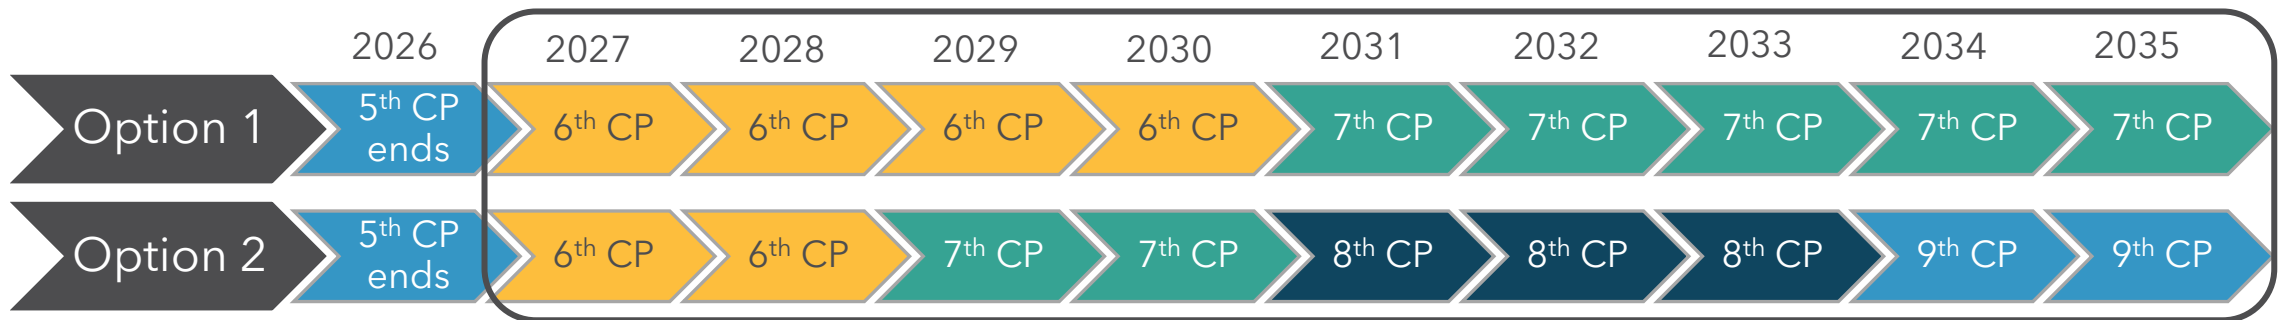 2026 2027 2028 2029 2030 2031 2032 2033 2034 2035
Option 1 5th CP ends 6th CP 6th CP 6th CP 6th CP 7th CP 7th CP 7th CP 7th CP 7th CP
Option 2 5th CP ends 6th CP 6th CP 7th CP 7th CP 8th CP 8th CP 8th CP 9th CP 9th CP